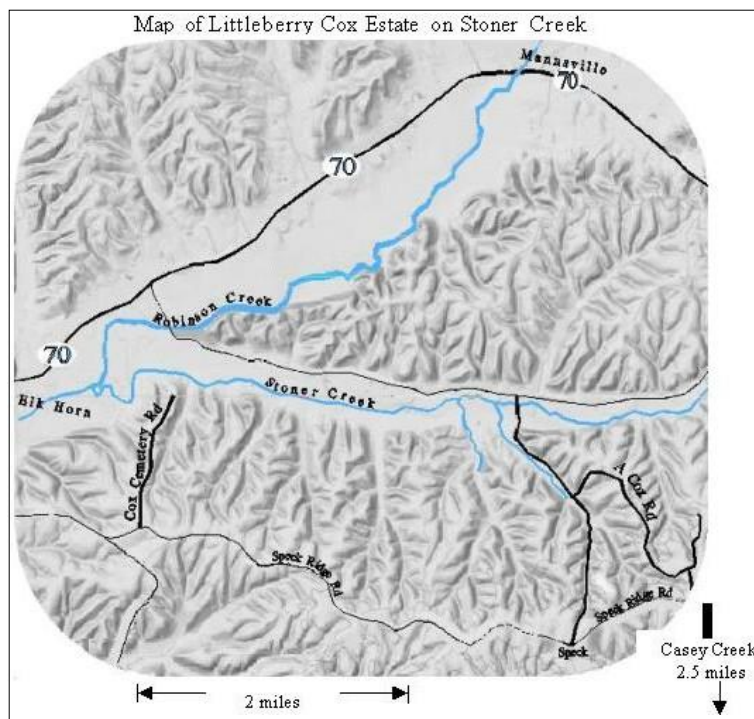 Map of Littleberry Cox Estate on Stoner Creek
Mannsville
70
70
Robinson Creek
70
Stoner Creek
Elk Horn
Cox Cemetery Rd
A Cox Rd
Speck Ridge Rd
Speck Ridge Rd
Speck
Casey Creek
2.5 miles
2 miles